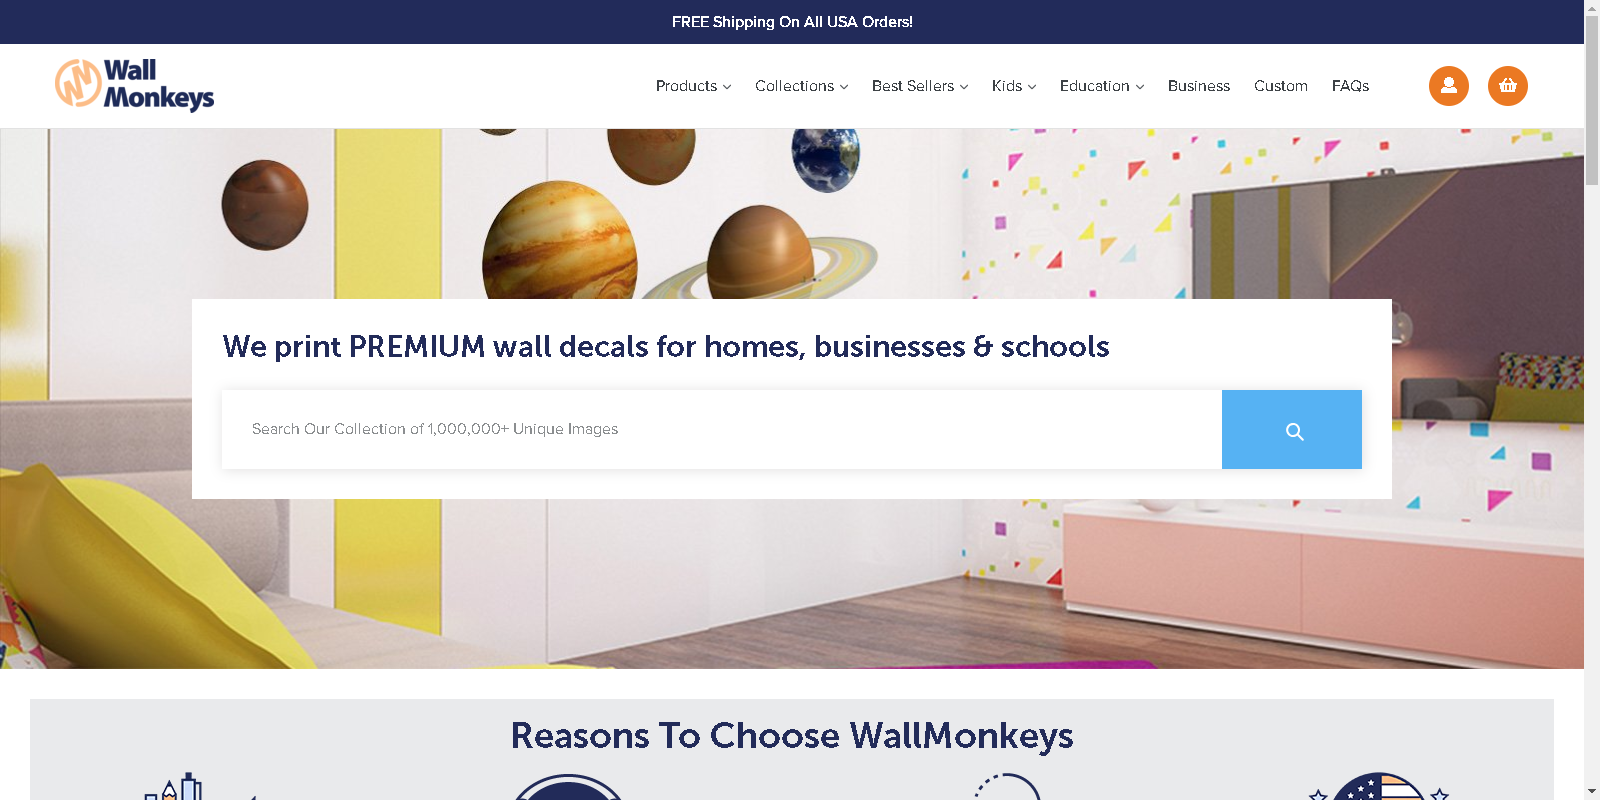 FREE Shipping On All USA Orders!
Wall
Monkeys
Products
Collections
Best Sellers
Kids
Education
Business
Custom
FAQs
We print PREMIUM wall decals for homes, businesses & schools
Search Our Collection of 1,000,000+ Unique Images
Reasons To Choose WallMonkeys